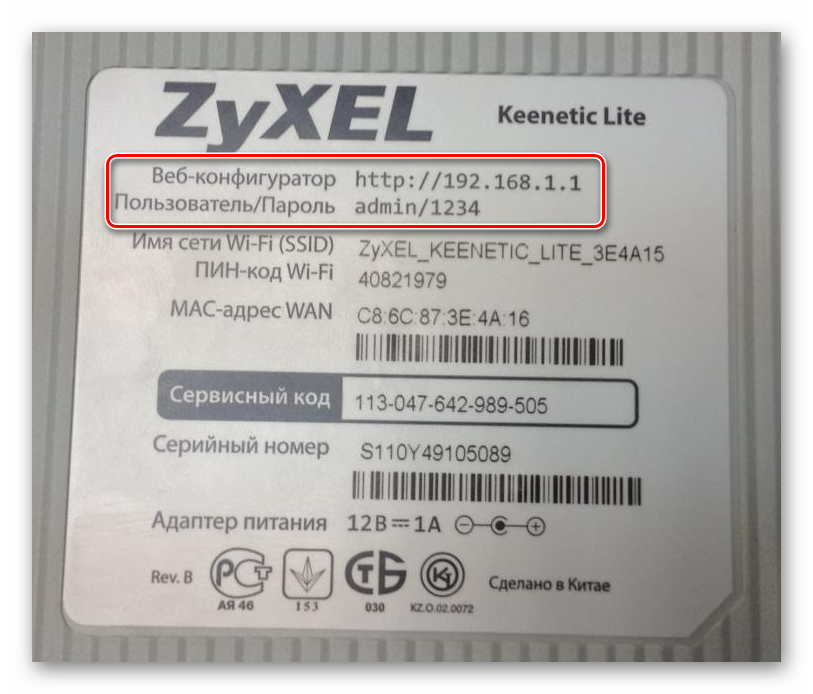 ZyXEL Keenetic Lite
Веб-конфигуратор http://192.168.1.1
Пользователь/Пароль admin/1234
Имя сети Wi-Fi (SSID) ZyXEL_KEENETIC_LITE_3E4A15
ПИН-код Wi-Fi 40821979
MAC-адрес WAN C8:6C:87:3E:4A:16
Сервисный код 113-047-642-989-505
Серийный номер S110Y49105089
Адаптер питания 12В 1А
Rev. B РСТ СТБ КТ Сделано в Китае
АЯ 46 153 030 KZ.O.02.0072